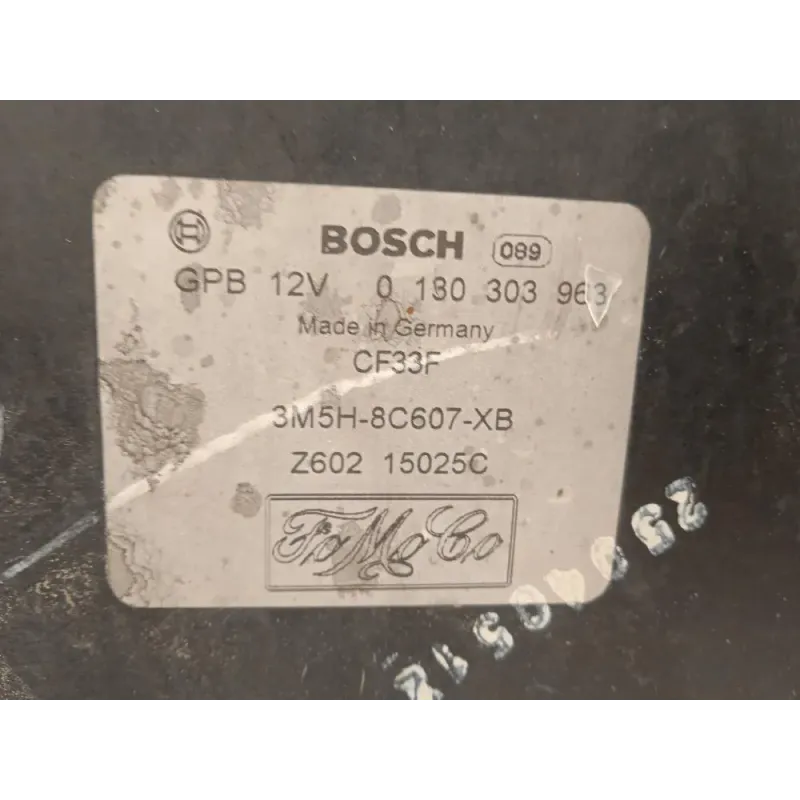 BOSCH 089
GPB 12V 0 130 303 963
Made in Germany
CF33F
3M5H-8C607-XB
Z602 15025C
FoMoCo